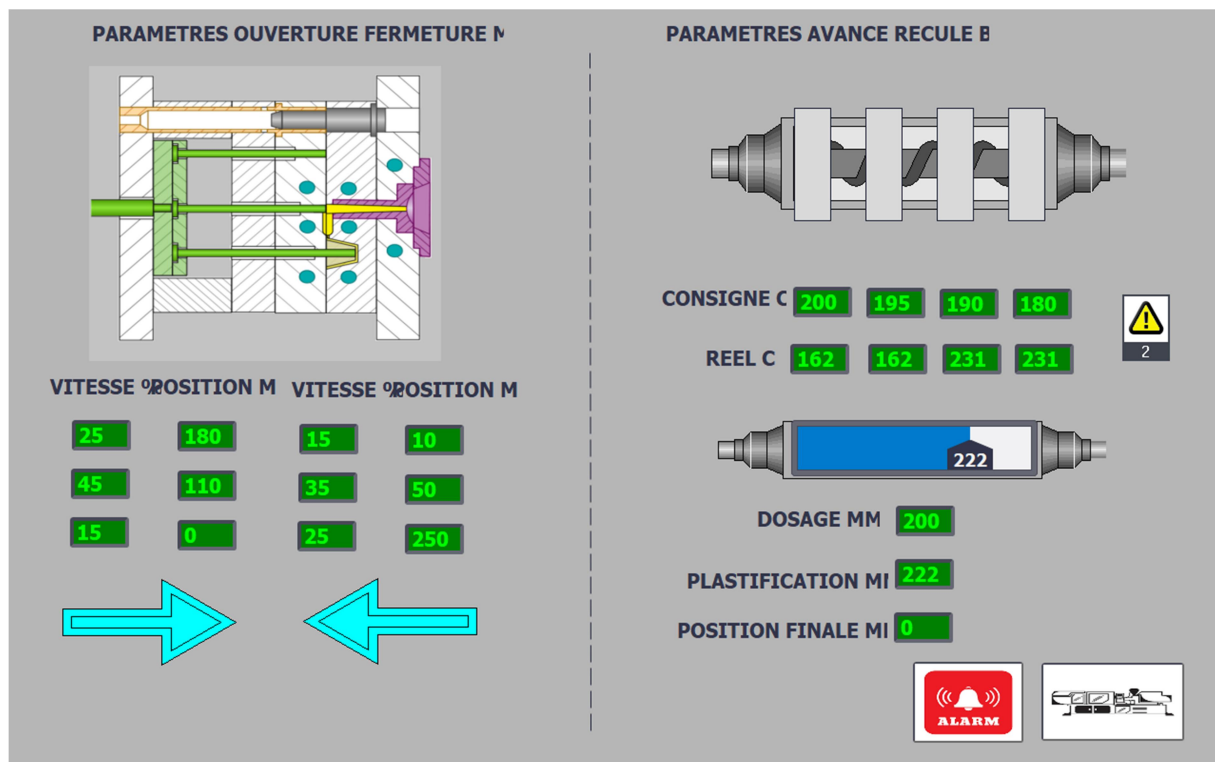 PARAMETRES OUVERTURE FERMETURE M
VITESSE % POSITION M VITESSE % POSITION M
25 180 15 10
45 110 35 50
15 0 25 250
PARAMETRES AVANCE RECULE B
CONSIGNE C 200 195 190 180
2
REEL C 162 162 231 231
222
DOSAGE MM 200
PLASTIFICATION MM 222
POSITION FINALE MM 0
ALARM